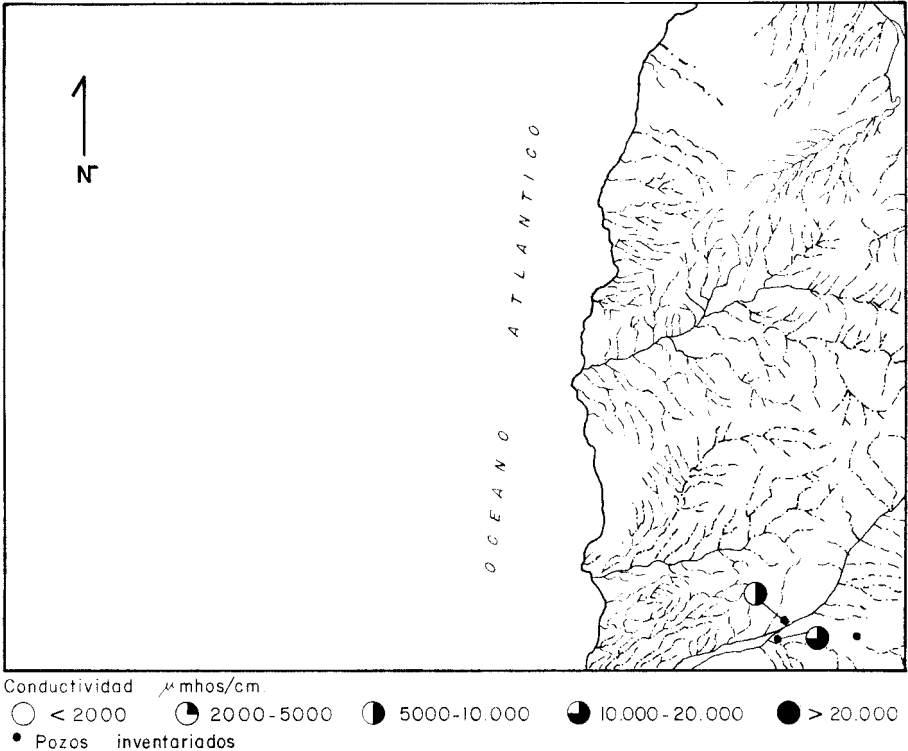 N
OCEANO ATLANTICO
Conductividad μmhos/cm.
< 2000 2000-5000 5000-10.000 10.000-20.000 > 20.000
Pozos inventariados